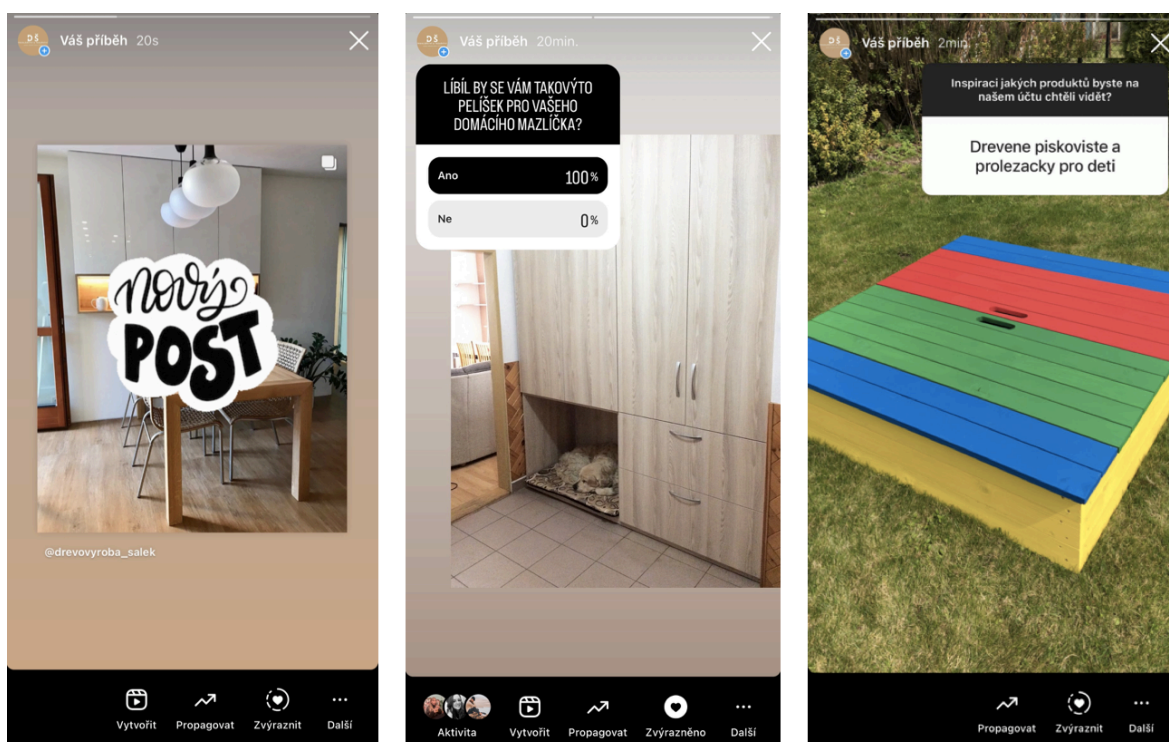 DŠ
Váš příběh 20s
nový
POST
@drevovyroba_salek
Vytvořit
Propagovat
Zvýraznit
Další
DŠ
Váš příběh 20min.
LÍBÍL BY SE VÁM TAKOVÝTO
PELÍŠEK PRO VAŠEHO
DOMÁCÍHO MAZLÍČKA?
Ano 100%
Ne 0%
Aktivita
Vytvořit
Propagovat
Zvýrazněno
Další
DŠ
Váš příběh 2min.
Inspiraci jakých produktů byste na
našem účtu chtěli vidět?
Drevene piskoviste a
prolezacky pro deti
Propagovat
Zvýraznit
Další